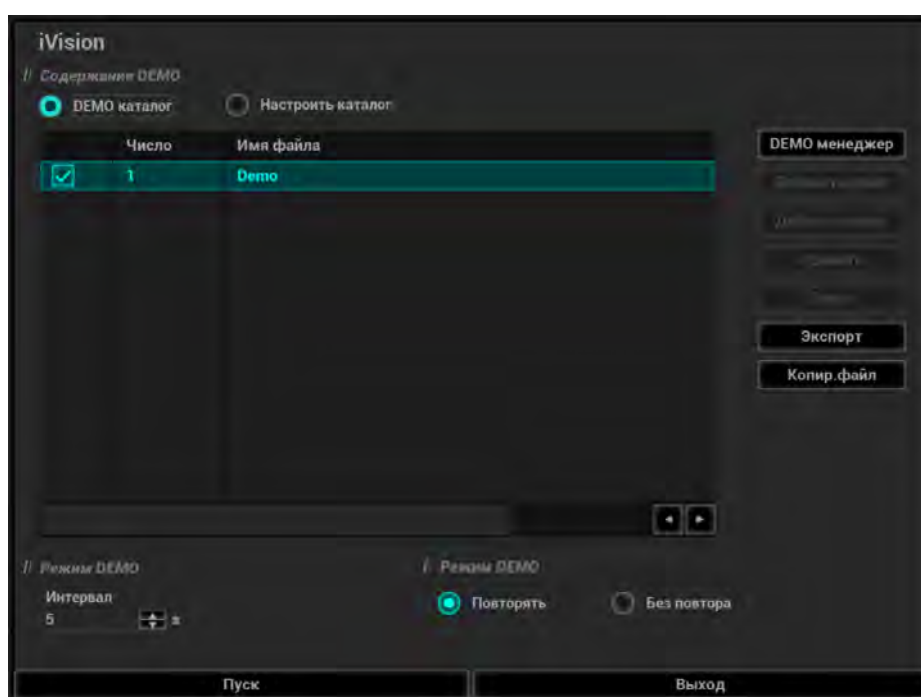 iVision
// Содержание DEMO
DEMO каталог Настроить каталог
Число Имя файла DEMO менеджер
1 Demo
Экспорт
Копир.файл
// Режим DEMO // Режим DEMO
Интервал Повторять Без повтора
5 s
Пуск Выход